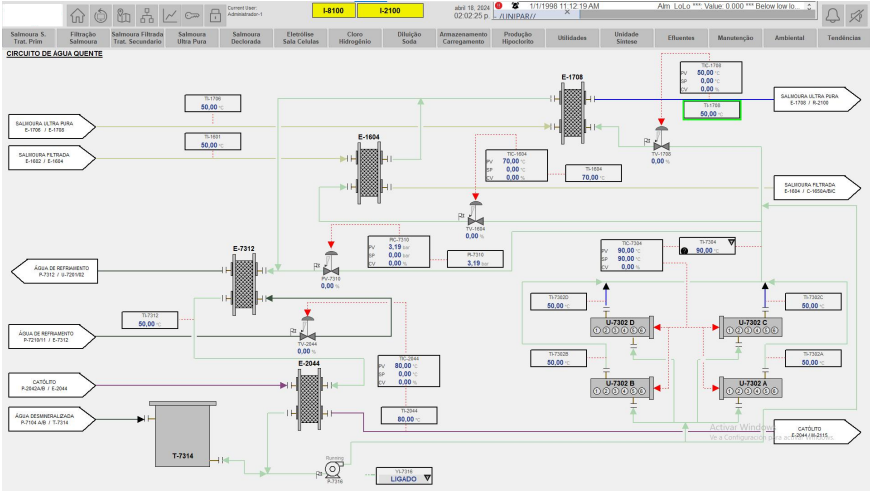 Current User:
Administrador-1
I-8100
I-2100
abril 18, 2024
02:02:25 p.
1/1/1998 11:12:19 AM
Alm LoLo ***: Value: 0.000 *** Below low lo...
- /UNIPAR//
Salmoura S.
Trat. Prim
Filtração
Salmoura
Salmoura Filtrada
Trat. Secundario
Salmoura
Ultra Pura
Salmoura
Declorada
Eletrólise
Sala Celulas
Cloro
Hidrogênio
Diluição
Soda
Armazenamento
Carregamento
Produção
Hipoclorito
Utilidades
Unidade
Síntese
Efluentes
Manutenção
Ambiental
Tendências
CIRCUITO DE ÁGUA QUENTE
TIC-1708
PV 50,00 °C
SP 0,00 °C
CV 0,00 %
E-1708
TI-1706
50,00 °C
SALMOURA ULTRA PURA
E-1708 / R-2100
TI-1708
50,00 °C
SALMOURA ULTRA PURA
E-1706 / E-1708
TI-1601
50,00 °C
E-1604
TV-1708
0,00 %
SALMOURA FILTRADA
E-1602 / E-1604
TIC-1604
PV 70,00 °C
SP 0,00 °C
CV 0,00 %
TI-1604
70,00 °C
SALMOURA FILTRADA
E-1604 / C-1650A/B/C
TV-1604
0,00 %
E-7312
PIC-7310
PV 3,19 bar
SP 0,00 bar
CV 0,00 %
PI-7310
3,19 bar
TIC-7304
PV 90,00 °C
SP 90,00 °C
CV 0,00 %
TI-7304
90,00 °C
ÁGUA DE REFRIAMENTO
P-7312 / U-7201/02
PV-7310
0,00 %
TI-7302D
50,00 °C
TI-7302C
50,00 °C
TI-7312
50,00 °C
U-7302 D
1 2 3 4 5 6
U-7302 C
1 2 3 4 5 6
ÁGUA DE REFRIAMENTO
P-7210/11 / E-7312
TV-2044
0,00 %
E-2044
TIC-2044
PV 80,00 °C
SP 0,00 °C
CV 0,00 %
TI-7302B
50,00 °C
TI-7302A
50,00 °C
CATÓLITO
P-2042A/B / E-2044
U-7302 B
1 2 3 4 5 6
U-7302 A
1 2 3 4 5 6
ÁGUA DESMINERALIZADA
P-7104 A/B / T-7314
TI-2044
80,00 °C
Activar Windows
Ve a Configuración para activar Windows.
CATÓLITO
E-2044 / M-2115
T-7314
Running
P-7316
YI-7316
LIGADO